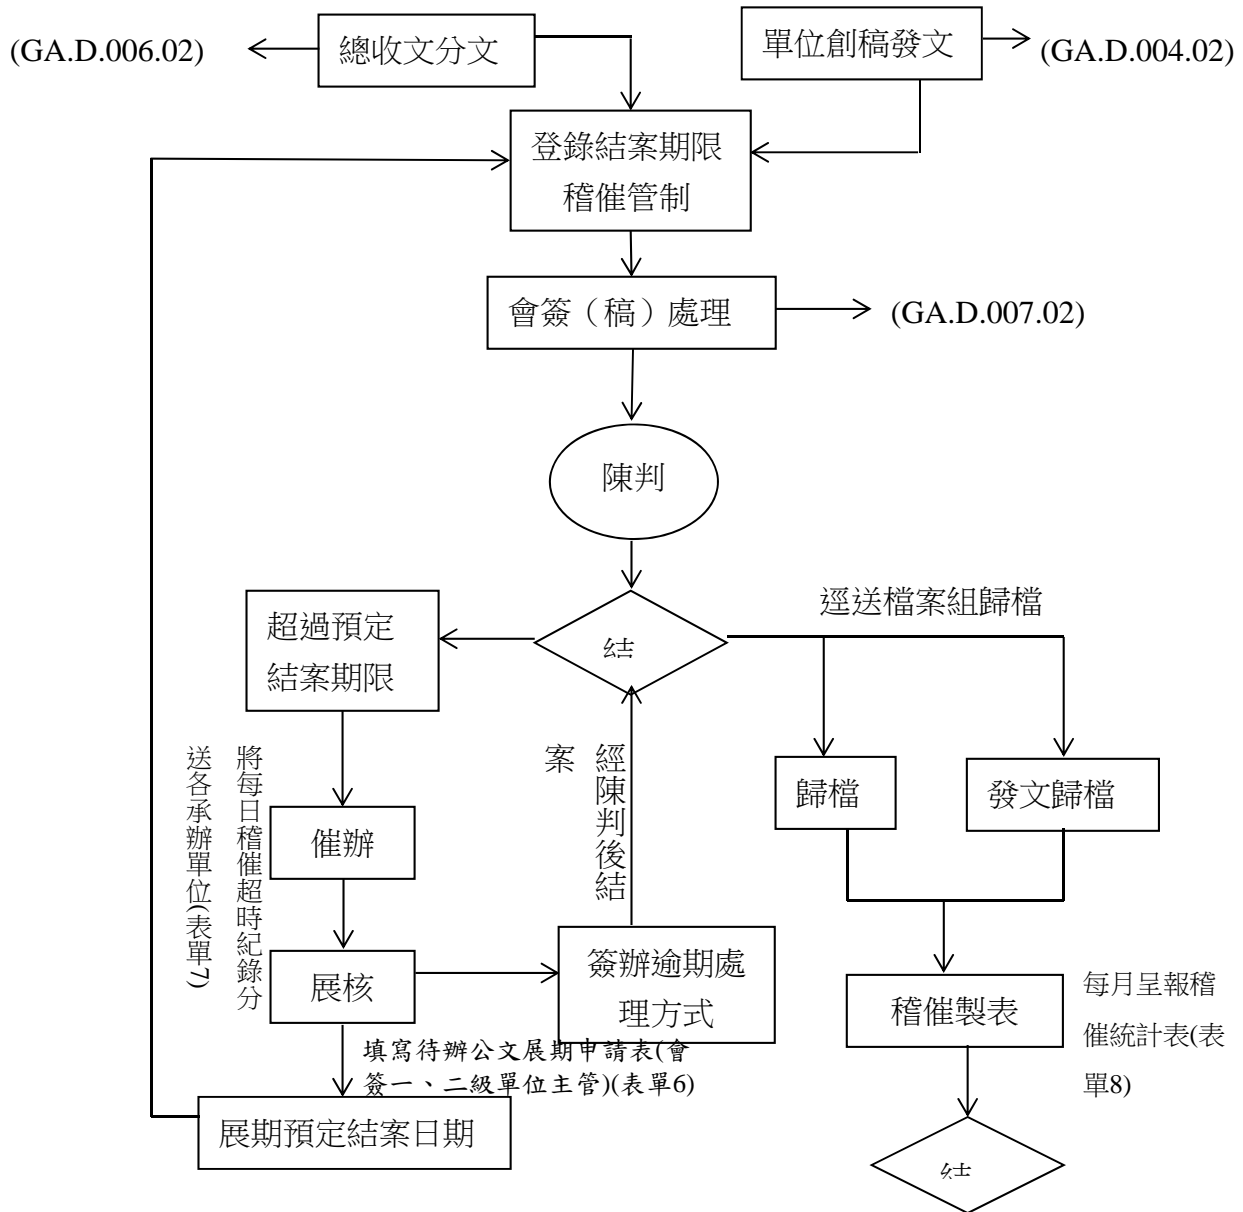 (GA.D.006.02)
總收文分文
單位創稿發文
(GA.D.004.02)
登錄結案期限
稽催管制
會簽（稿）處理
(GA.D.007.02)
陳判
結
逕送檔案組歸檔
超過預定
結案期限
將每日稽催超時紀錄分
送各承辦單位(表單7)
經陳判後結
案
歸檔
發文歸檔
催辦
展核
簽辦逾期處
理方式
填寫待辦公文展期申請表(會
簽一、二級單位主管)(表單6)
展期預定結案日期
稽催製表
每月呈報稽
催統計表(表
單8)
結